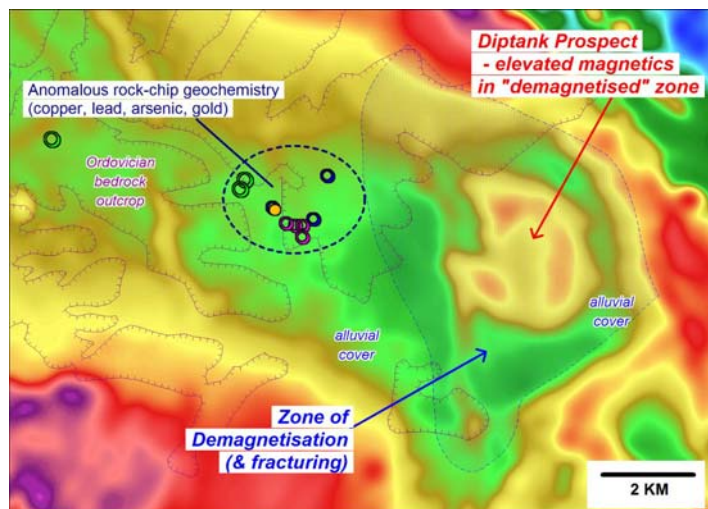 Diptank Prospect
- elevated magnetics
in "demagnetised" zone
Anomalous rock-chip geochemistry
(copper, lead, arsenic, gold)
Ordovician
bedrock
outcrop
alluvial
cover
alluvial
cover
Zone of
Demagnetisation
(& fracturing)
2 KM